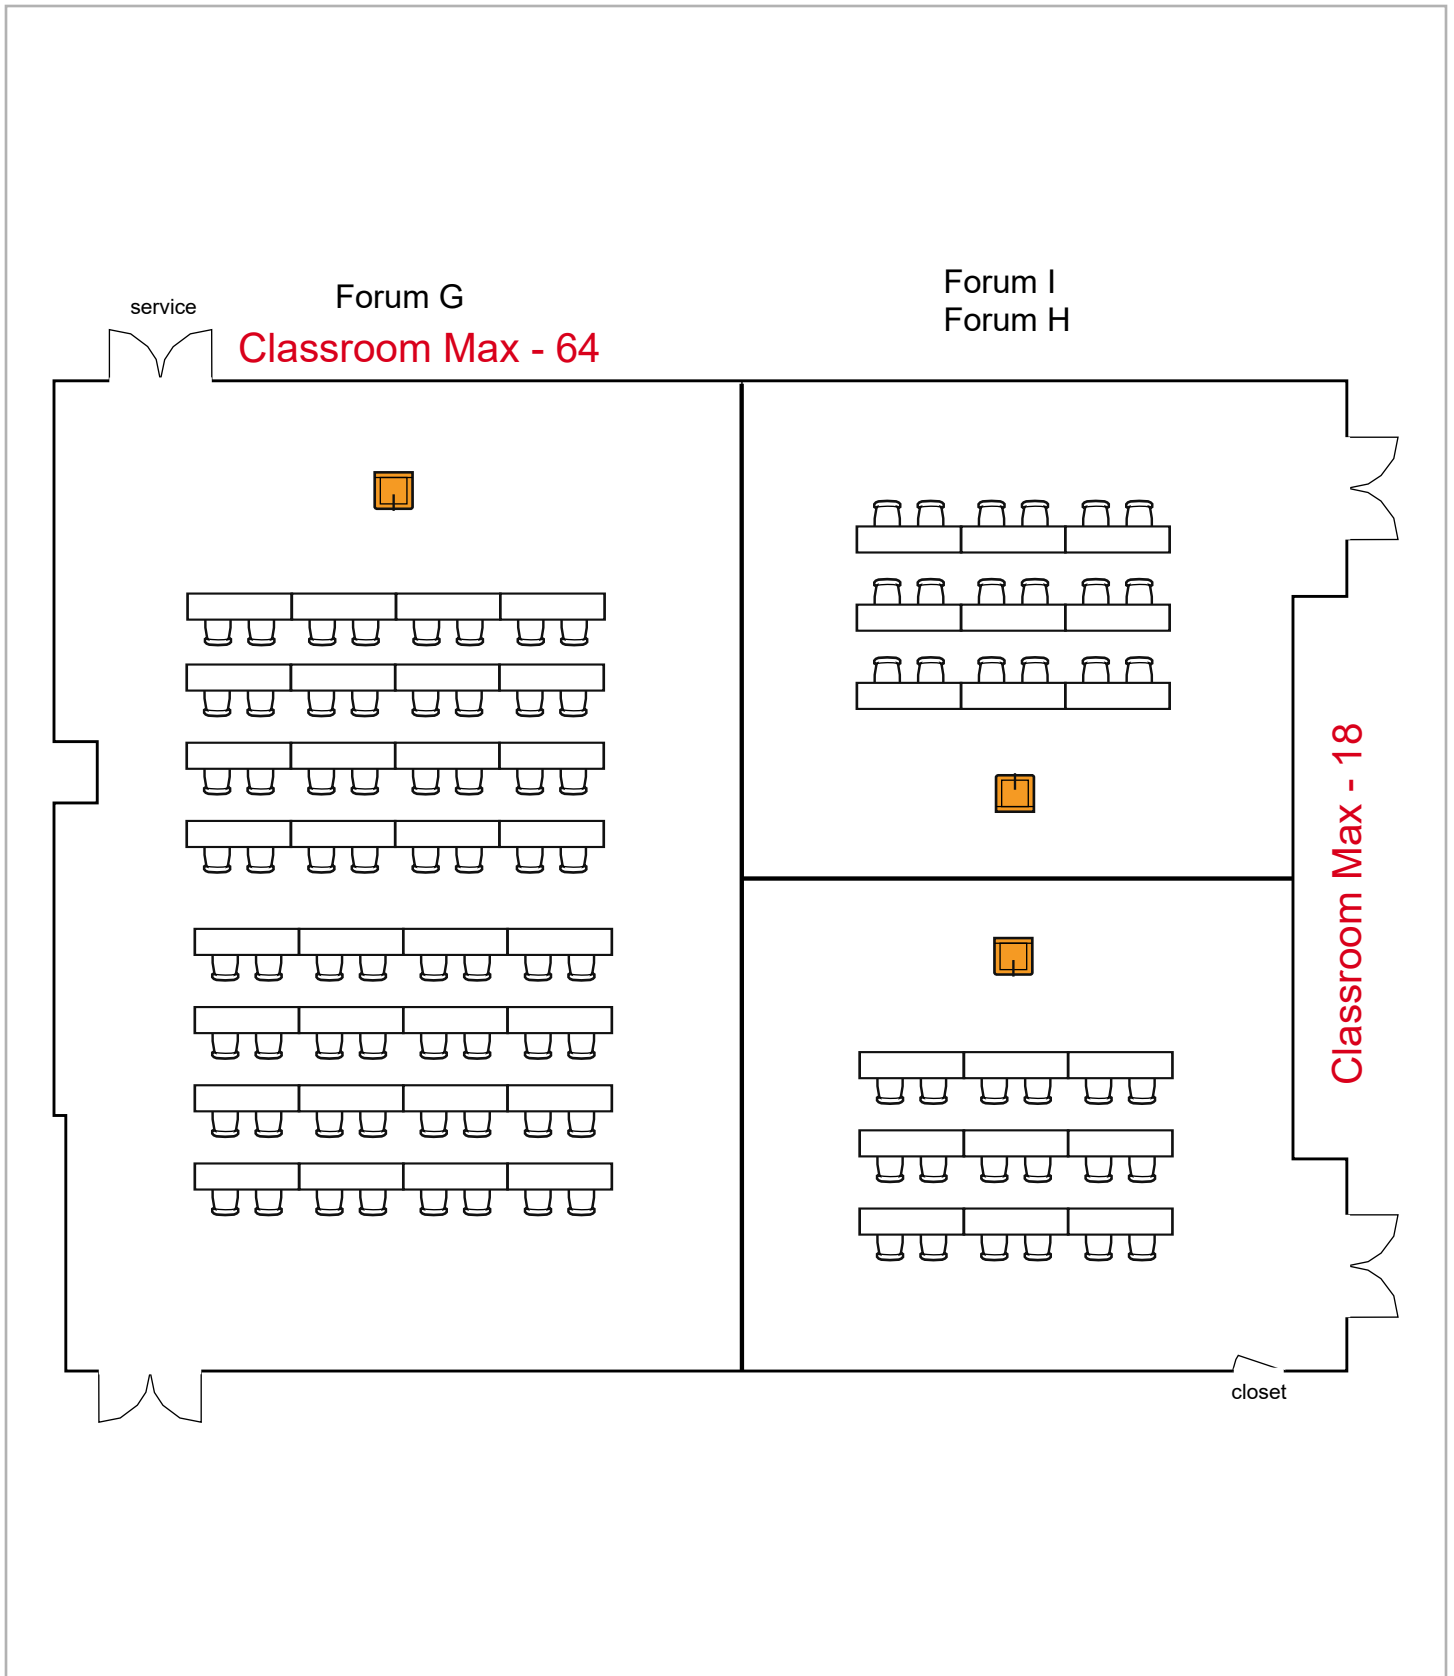 service
Forum G
Classroom Max - 64
Forum I
Forum H
Classroom Max - 18
closet